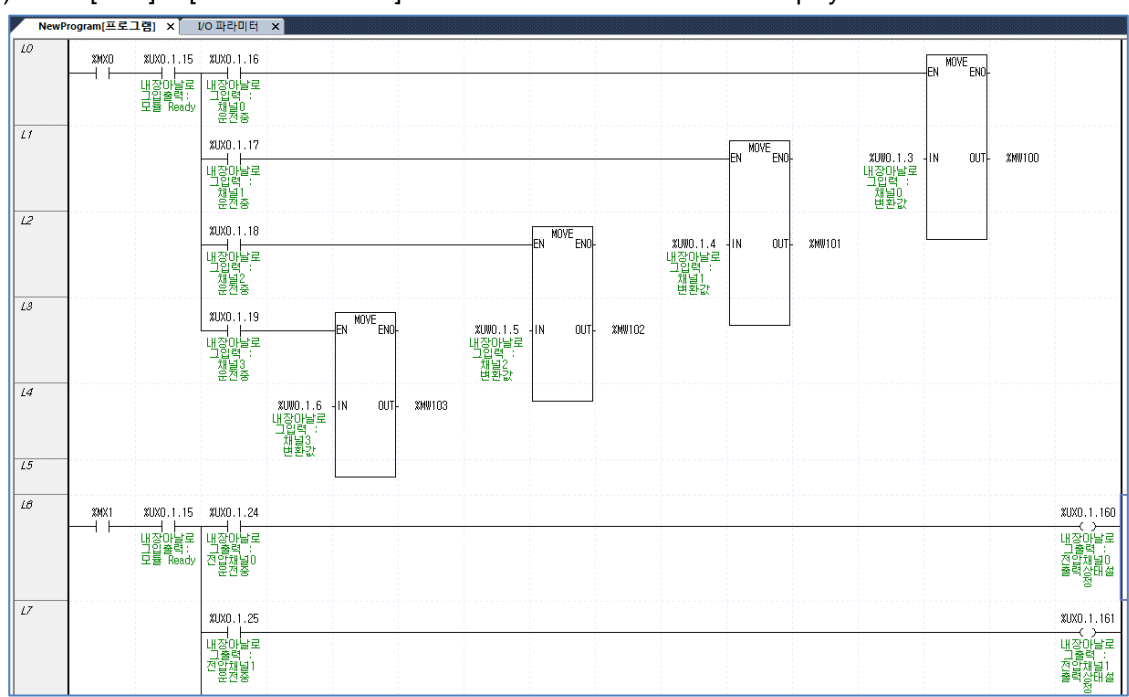 NewProgram[프로그램] × I/O 파라미터 ×
L0
%MX0 %UX0.1.15 %UX0.1.16
내장아날로 내장아날로
그입출력: 그입력 :
모듈 Ready 채널0
운전중
MOVE
EN ENO
L1
%UX0.1.17
내장아날로
그입력 :
채널1
운전중
MOVE
EN ENO
%UW0.1.3 IN OUT %MW100
내장아날로
그입력 :
채널0
변환값
L2
%UX0.1.18
내장아날로
그입력 :
채널2
운전중
MOVE
EN ENO
%UW0.1.4 IN OUT %MW101
내장아날로
그입력 :
채널1
변환값
L3
%UX0.1.19
내장아날로
그입력 :
채널3
운전중
MOVE
EN ENO
%UW0.1.5 IN OUT %MW102
내장아날로
그입력 :
채널2
변환값
L4
%UW0.1.6 IN OUT %MW103
내장아날로
그입력 :
채널3
변환값
L5
L6
%MX1 %UX0.1.15 %UX0.1.24 %UX0.1.160
내장아날로 내장아날로 내장아날로
그입출력: 그출력 : 그출력 :
모듈 Ready 전압채널0 전압채널0
운전중 출력상태설
정
L7
%UX0.1.25 %UX0.1.161
내장아날로 내장아날로
그출력 : 그출력 :
전압채널1 전압채널1
운전중 출력상태설
정